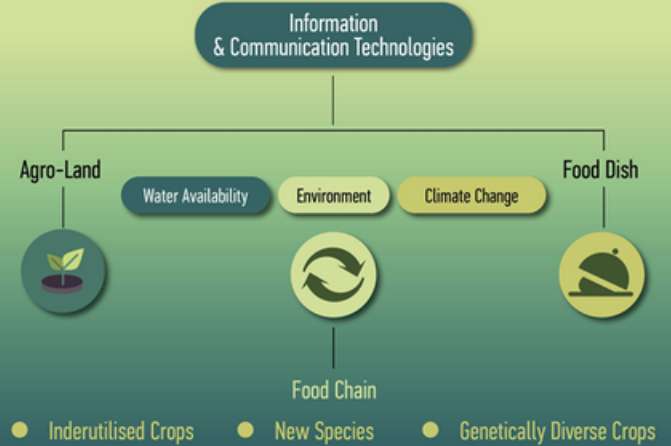 Information
& Communication Technologies
Agro-Land
Food Dish
Water Availability
Environment
Climate Change
Food Chain
Inderutilised Crops
New Species
Genetically Diverse Crops